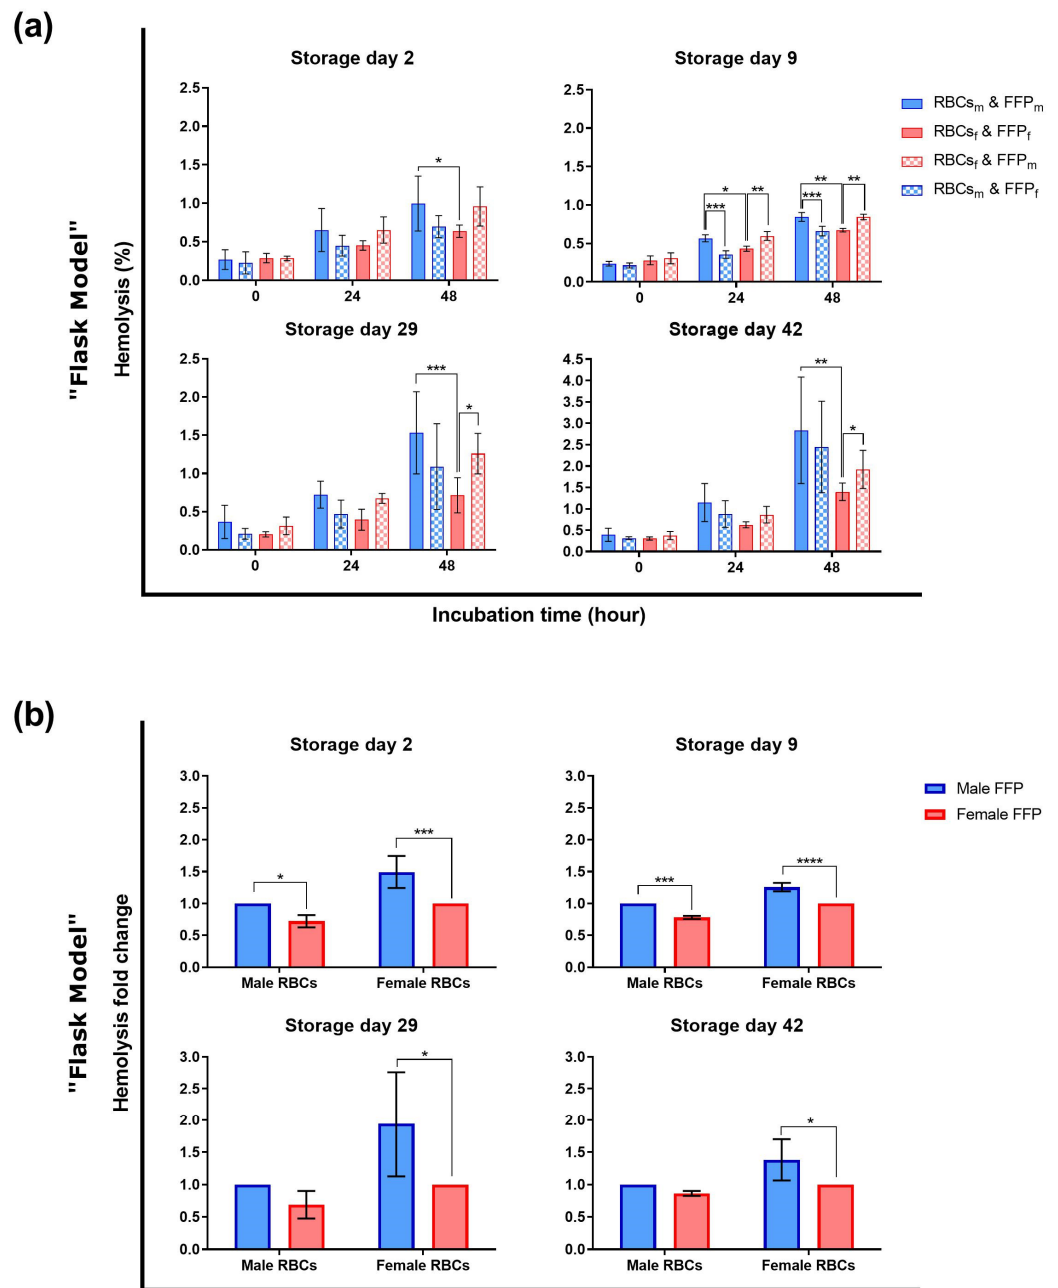 (a)
Storage day 2
Storage day 9
2.5
2.0
1.5
1.0
0.5
0.0
*
0
24
48
2.5
2.0
1.5
1.0
0.5
0.0
*
***
**
**
***
**
0
24
48
RBCsm & FFPm
RBCsf & FFPf
RBCsf & FFPm
RBCsm & FFPf
"Flask Model"
Hemolysis (%)
Storage day 29
Storage day 42
2.5
2.0
1.5
1.0
0.5
0.0
***
*
0
24
48
4.5
4.0
3.5
3.0
2.5
2.0
1.5
1.0
0.5
0.0
**
*
0
24
48
Incubation time (hour)
(b)
Storage day 2
Storage day 9
3.0
2.5
2.0
1.5
1.0
0.5
0.0
*
***
Male RBCs
Female RBCs
3.0
2.5
2.0
1.5
1.0
0.5
0.0
***
****
Male RBCs
Female RBCs
Male FFP
Female FFP
"Flask Model"
Hemolysis fold change
Storage day 29
Storage day 42
3.0
2.5
2.0
1.5
1.0
0.5
0.0
*
Male RBCs
Female RBCs
3.0
2.5
2.0
1.5
1.0
0.5
0.0
*
Male RBCs
Female RBCs